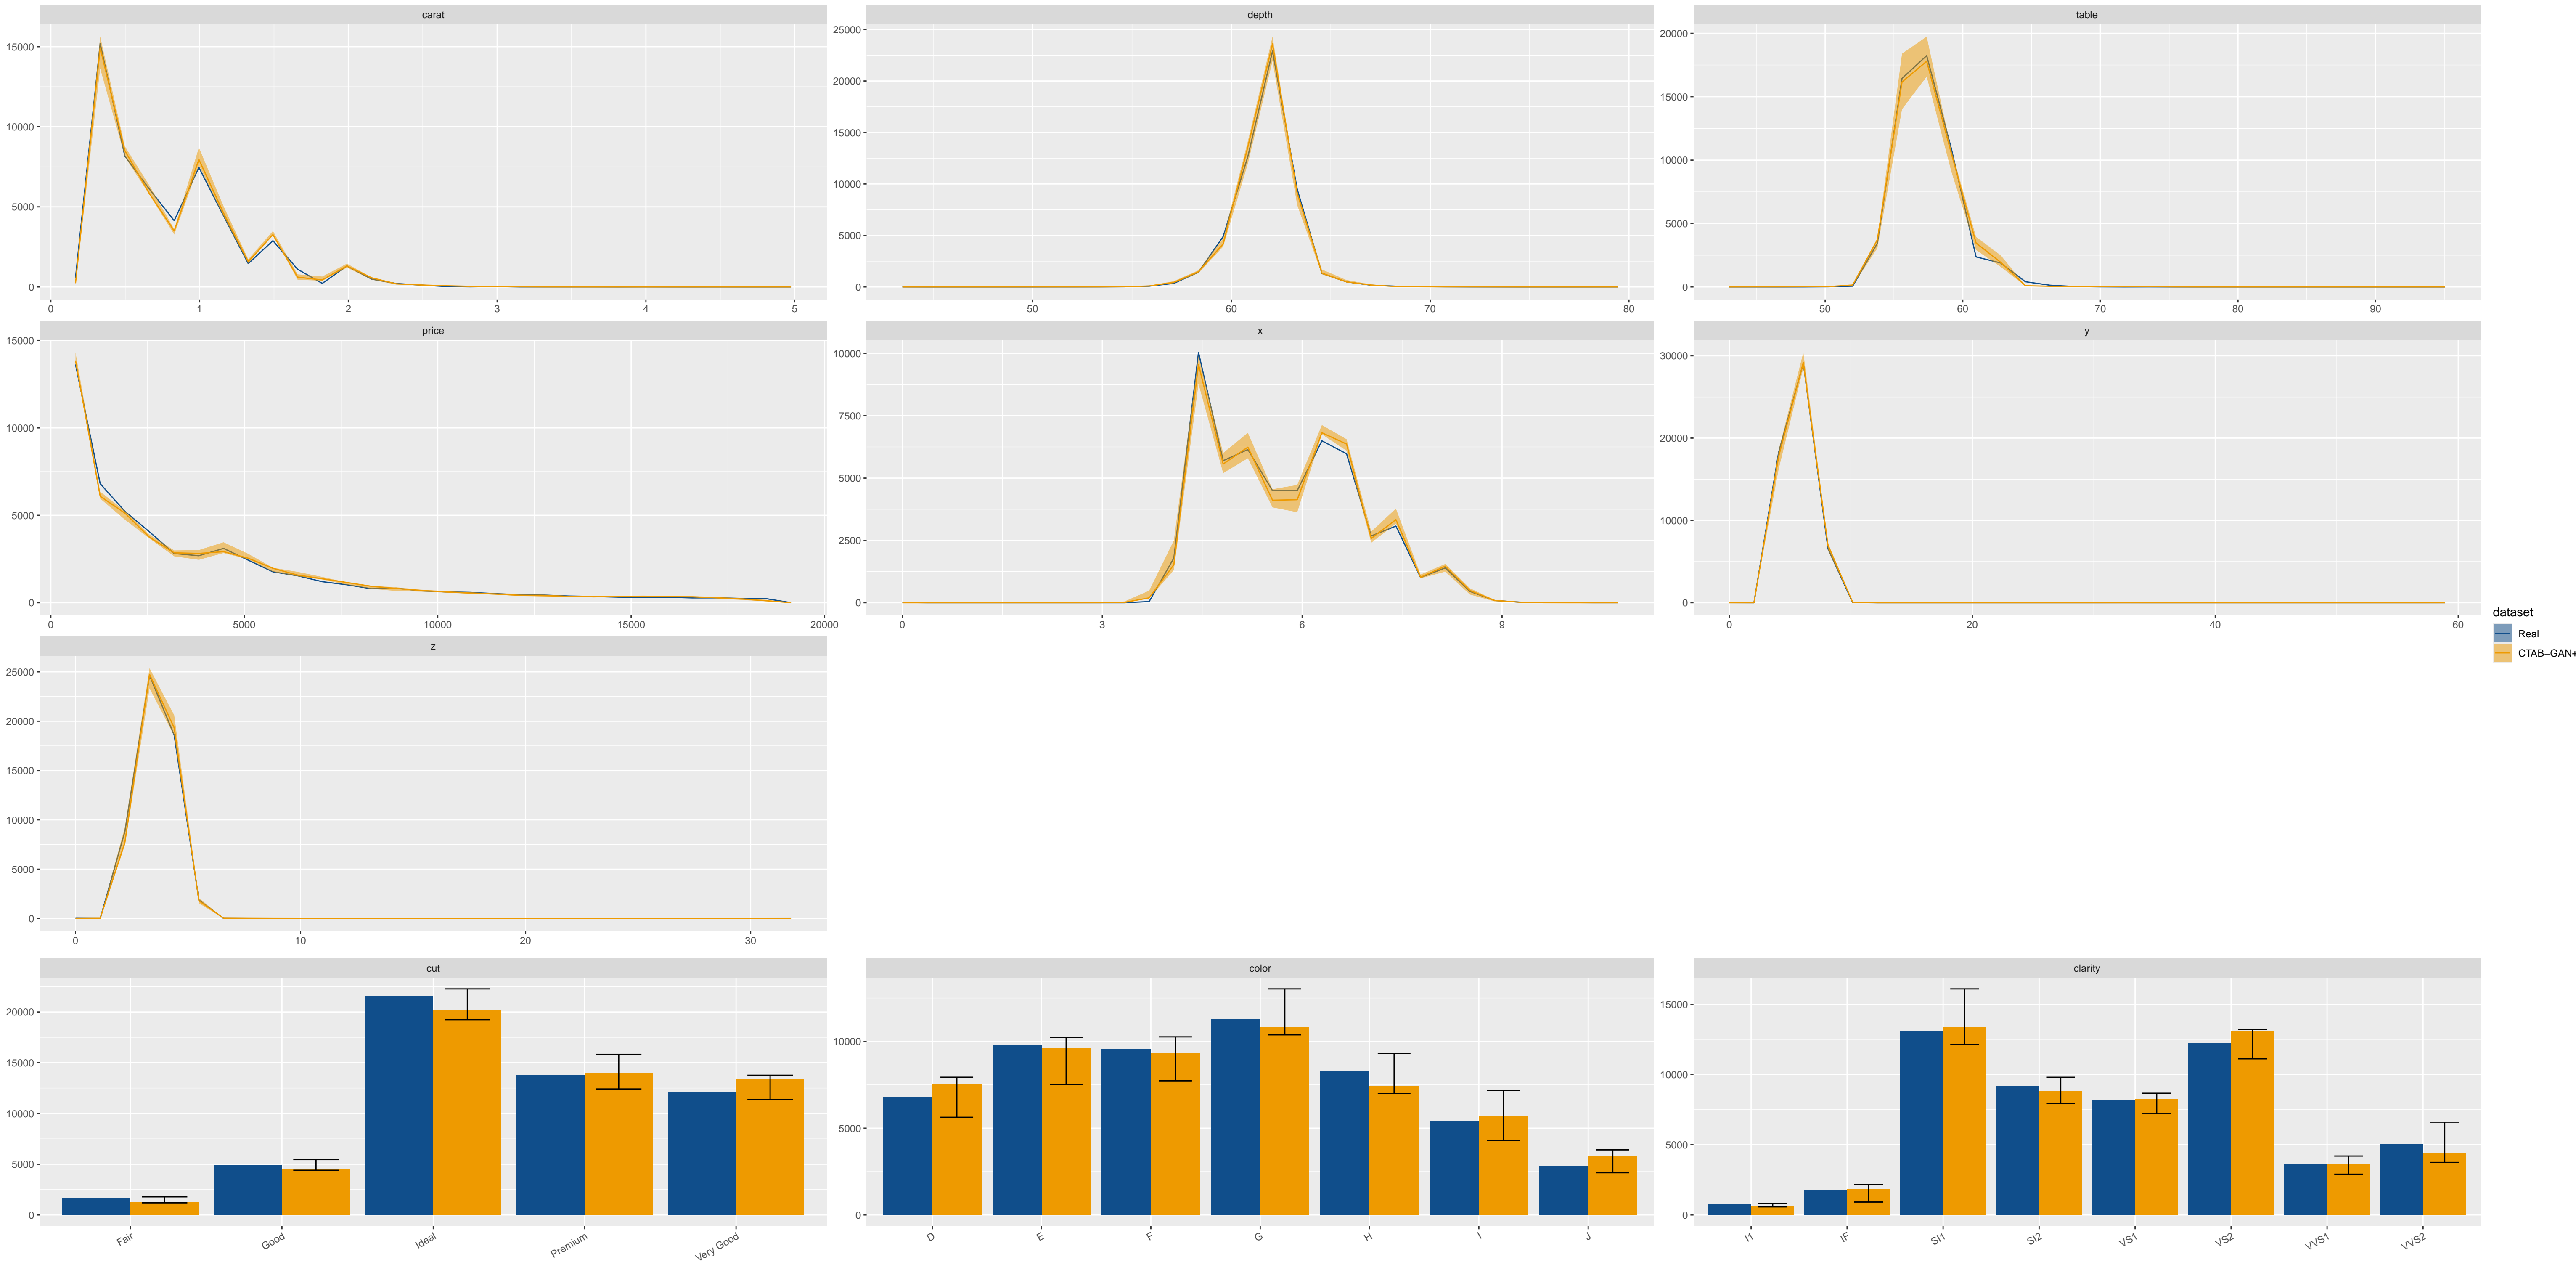 carat
depth
table
15000
10000
5000
0
0
1
2
3
4
5
25000
20000
15000
10000
5000
0
50
60
70
80
20000
15000
10000
5000
0
50
60
70
80
90
price
x
y
15000
10000
5000
0
0
5000
10000
15000
20000
10000
7500
5000
2500
0
0
3
6
9
30000
20000
10000
0
0
20
40
60
dataset
Real
CTAB−GAN+
z
25000
20000
15000
10000
5000
0
0
10
20
30
cut
color
clarity
20000
15000
10000
5000
0
Fair
Good
Ideal
Premium
Very Good
10000
5000
0
D
E
F
G
H
I
J
15000
10000
5000
0
I1
IF
SI1
SI2
VS1
VS2
VVS1
VVS2